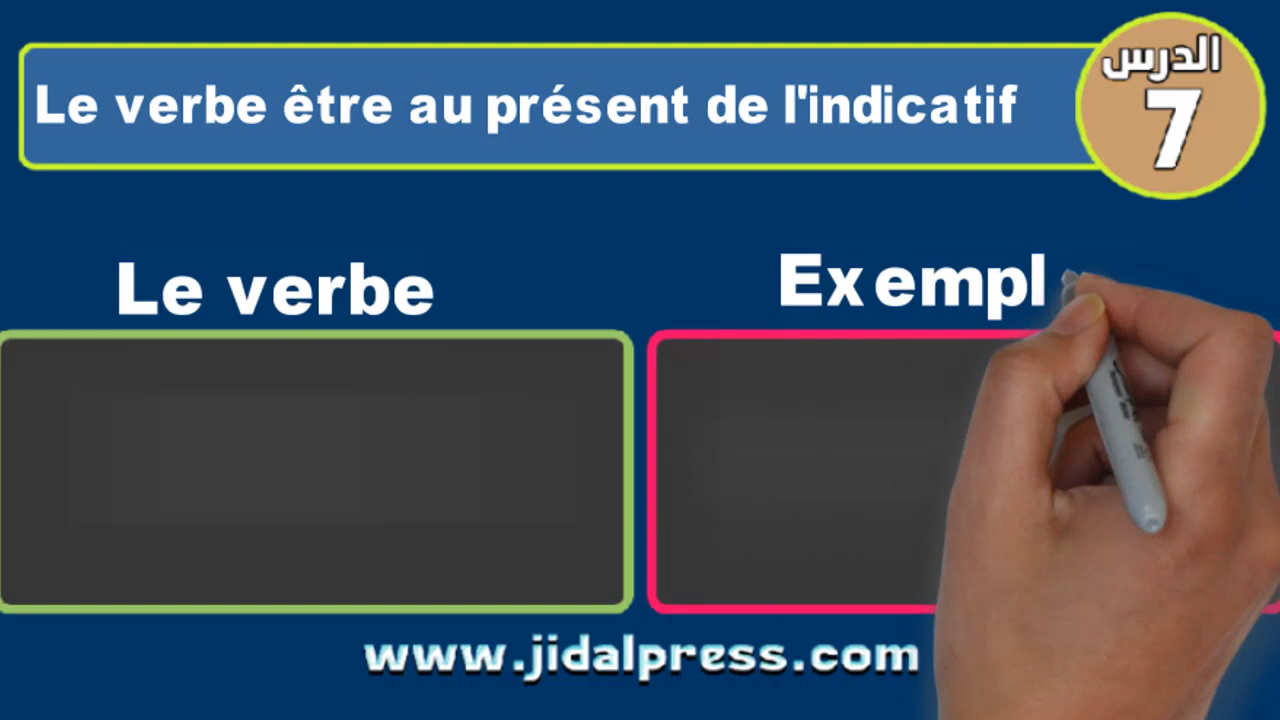 Le verbe être au présent de l'indicatif
الدرس
7
Le verbe
Exempl
www.jidalpress.com